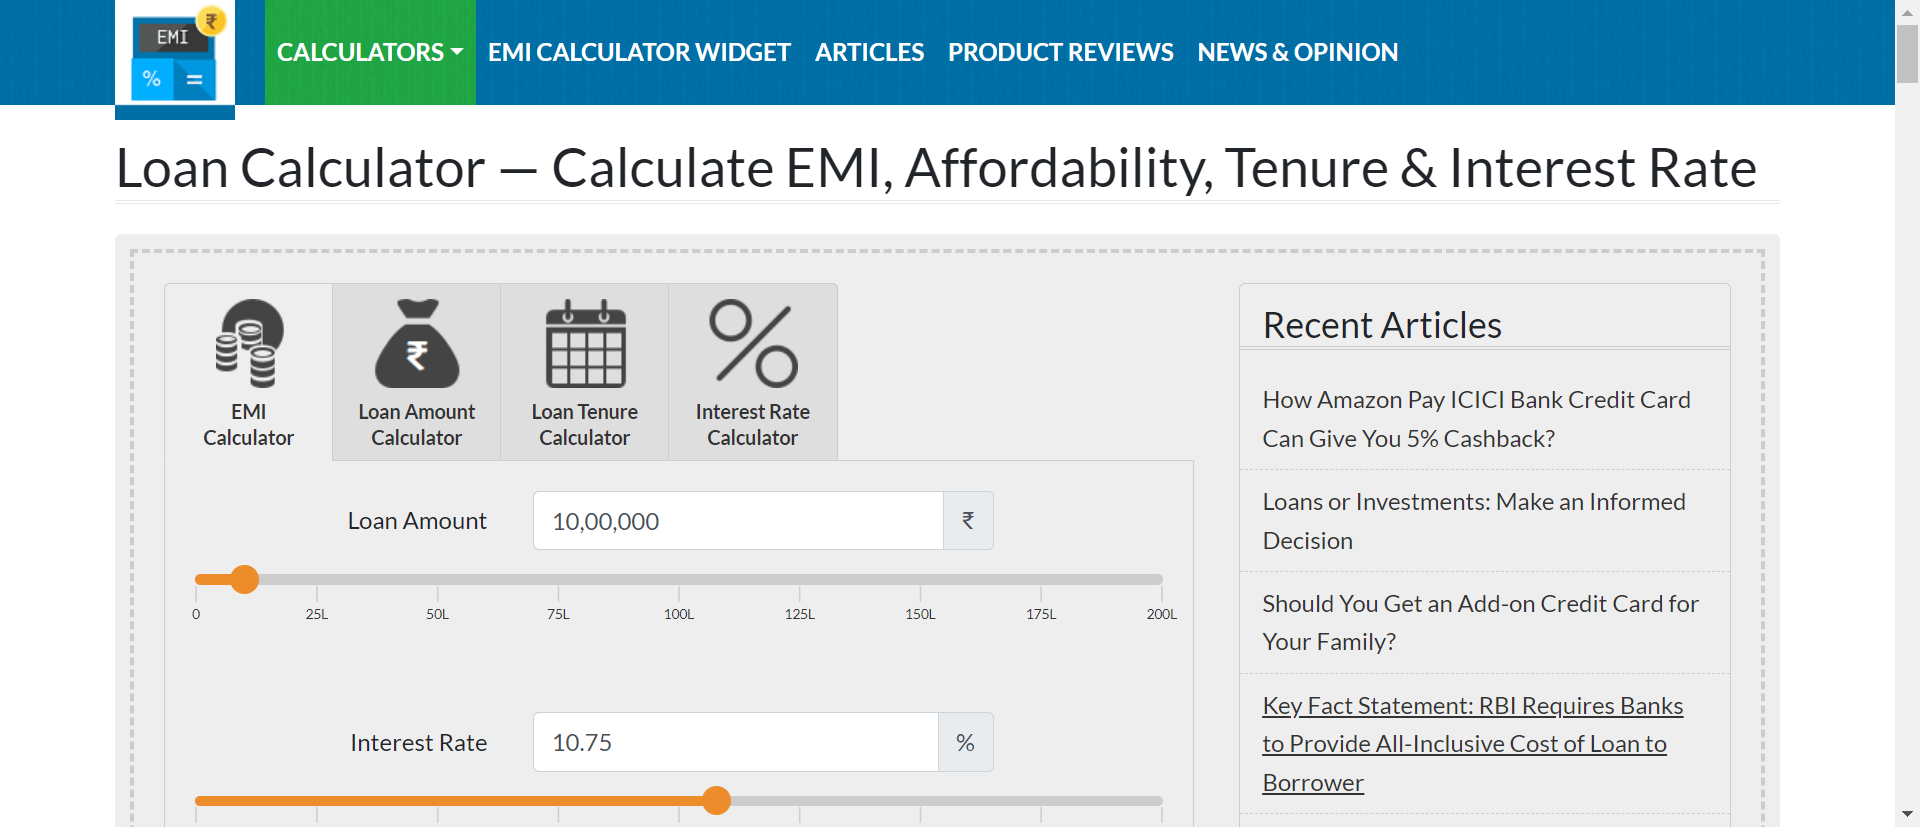 EMI
₹
%
=
CALCULATORS
EMI CALCULATOR WIDGET
ARTICLES
PRODUCT REVIEWS
NEWS & OPINION
Loan Calculator — Calculate EMI, Affordability, Tenure & Interest Rate
EMI
Calculator
₹
Loan Amount
Calculator
Loan Tenure
Calculator
Interest Rate
Calculator
Loan Amount
10,00,000
₹
0
25L
50L
75L
100L
125L
150L
175L
200L
Interest Rate
10.75
%
Recent Articles
How Amazon Pay ICICI Bank Credit Card
Can Give You 5% Cashback?
Loans or Investments: Make an Informed
Decision
Should You Get an Add-on Credit Card for
Your Family?
Key Fact Statement: RBI Requires Banks
to Provide All-Inclusive Cost of Loan to
Borrower